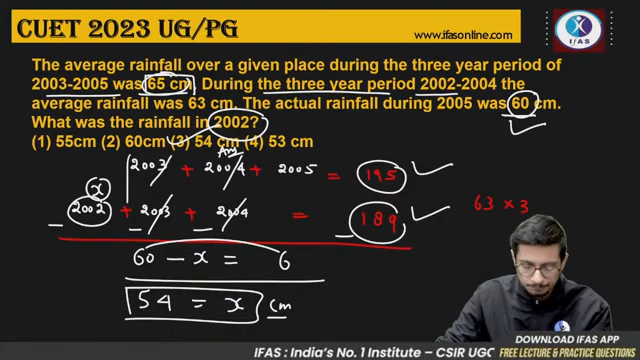 CUET 2023 UG/PG
www.ifasonline.com
iFAS
The average rainfall over a given place during the three year period of
2003-2005 was 65 cm. During the three year period 2002-2004 the
average rainfall was 63 cm. The actual rainfall during 2005 was 60 cm.
What was the rainfall in 2002?
(1) 55cm (2) 60cm (3) 54 cm (4) 53 cm
Ans
2003 + 2004 + 2005 = 195
x
2002 + 2003 + 2004 = 189
63 × 3
60 - x = 6
54 = x cm
DOWNLOAD IFAS APP
FREE LECTURE & PRACTICE QUESTIONS
IFAS: India's No. 1 Institute – CSIR UGC